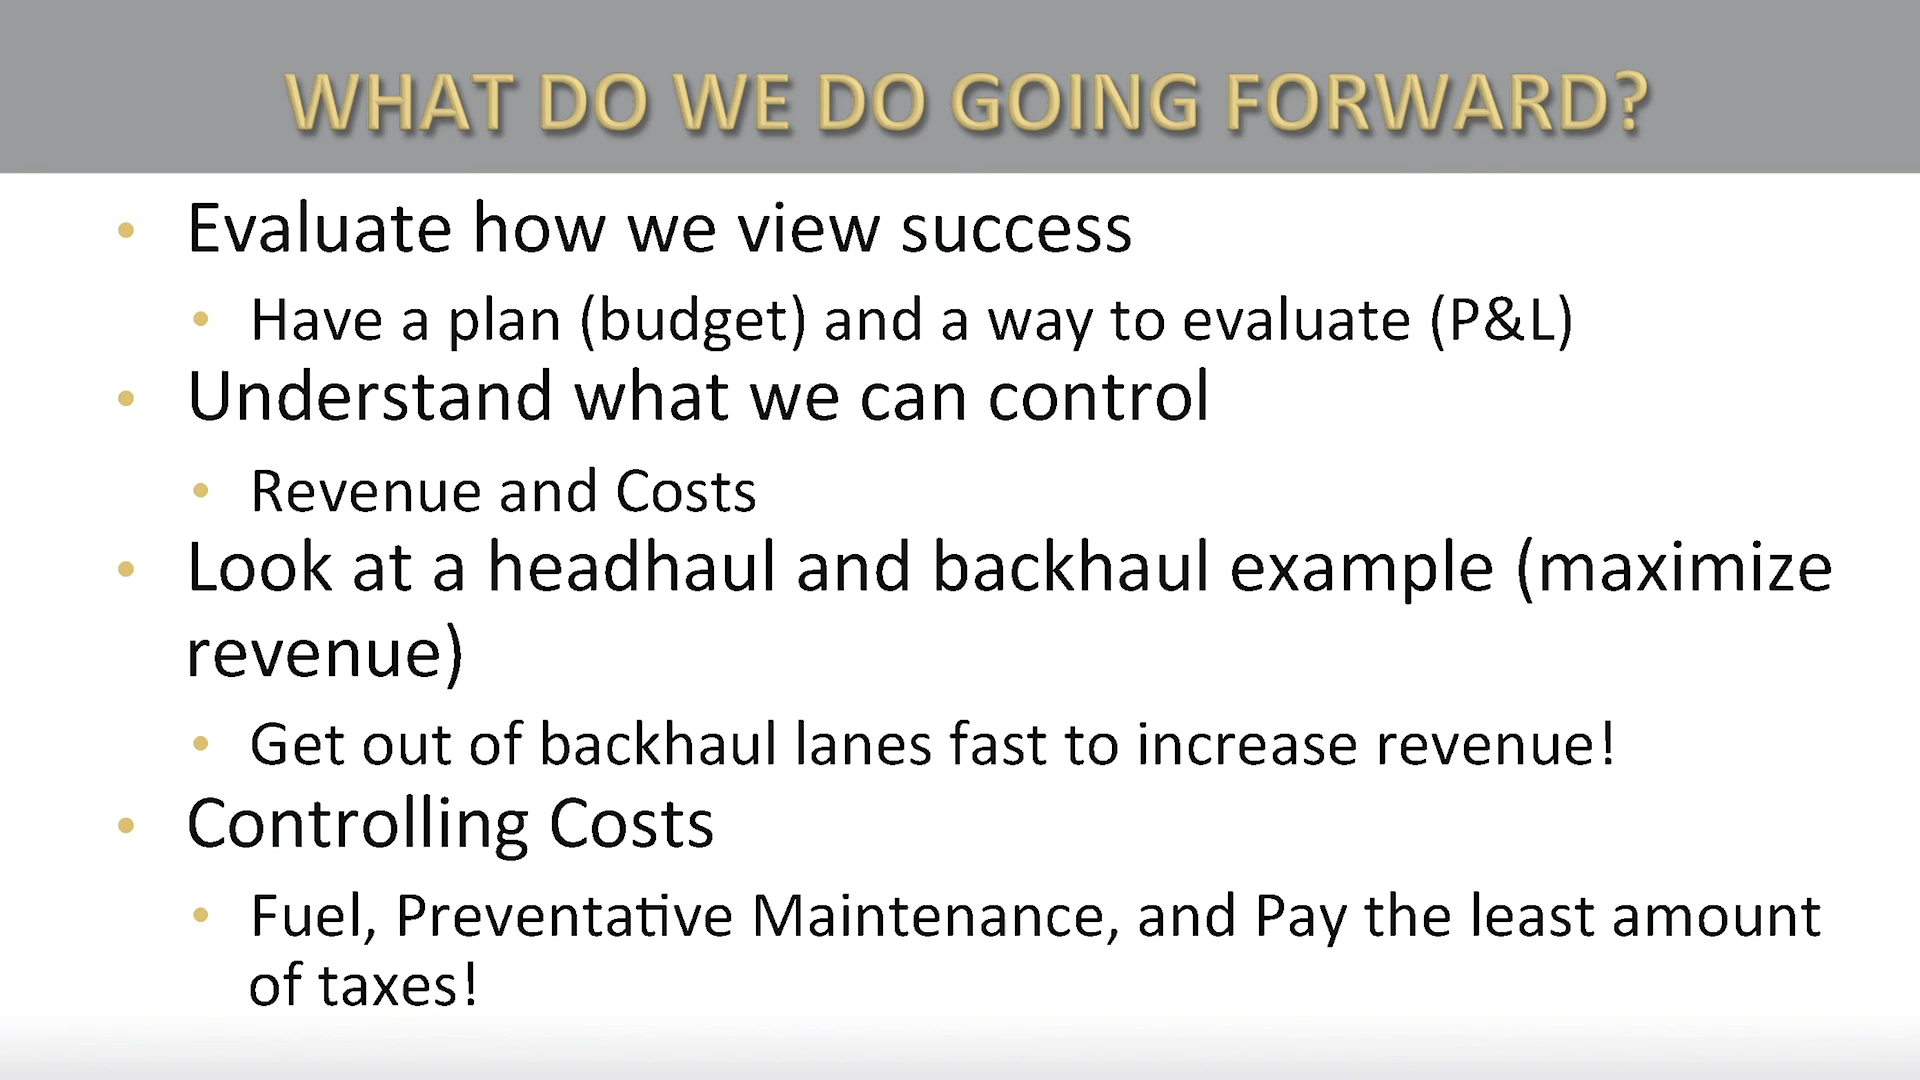 WHAT DO WE DO GOING FORWARD?
• Evaluate how we view success
• Have a plan (budget) and a way to evaluate (P&L)
• Understand what we can control
• Revenue and Costs
• Look at a headhaul and backhaul example (maximize
revenue)
• Get out of backhaul lanes fast to increase revenue!
• Controlling Costs
• Fuel, Preventative Maintenance, and Pay the least amount
of taxes!